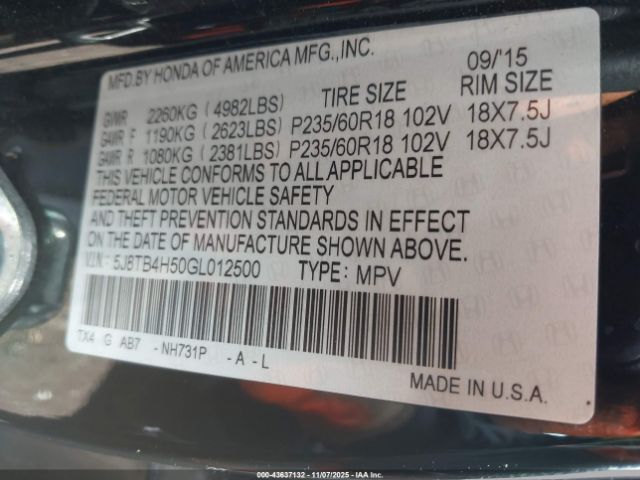 MFD.BY HONDA OF AMERICA MFG.,INC. 09/'15
GVWR 2260KG (4982LBS) TIRE SIZE RIM SIZE
GAWR F 1190KG (2623LBS) P235/60R18 102V 18X7.5J
GAWR R 1080KG (2381LBS) P235/60R18 102V 18X7.5J
THIS VEHICLE CONFORMS TO ALL APPLICABLE
FEDERAL MOTOR VEHICLE SAFETY
AND THEFT PREVENTION STANDARDS IN EFFECT
ON THE DATE OF MANUFACTURE SHOWN ABOVE.
V.I.N.: 5J8TB4H50GL012500 TYPE: MPV
TX4 G AB7 -NH731P -A-L
MADE IN U.S.A.
© 000-43637132 - 11/07/2025 - IAAI.COM